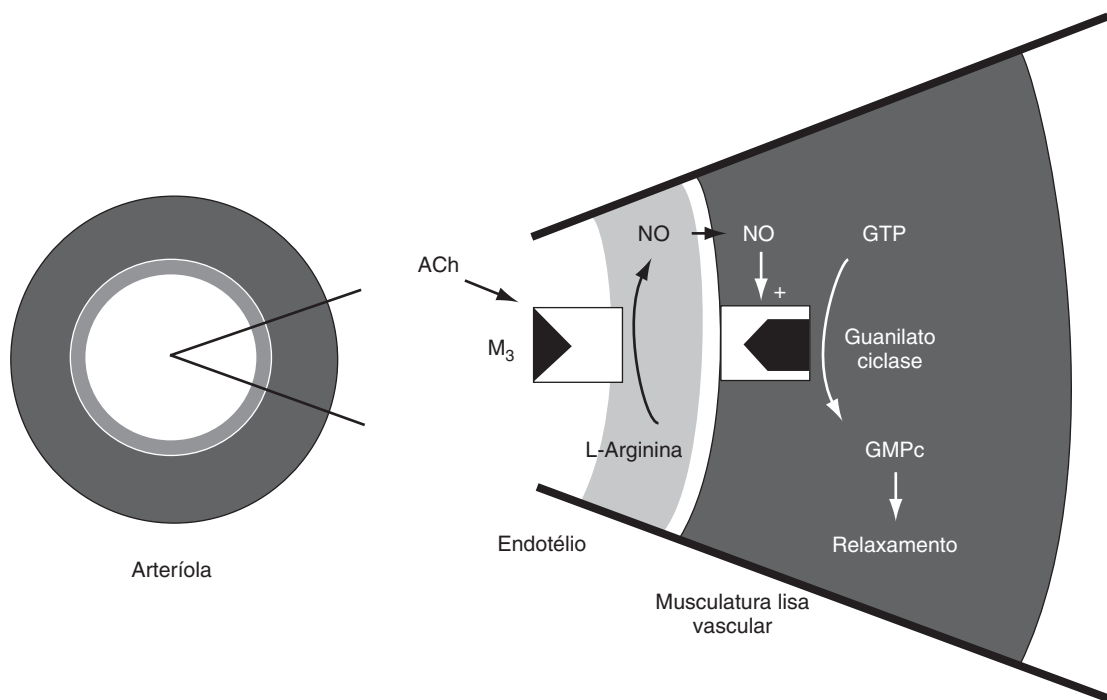 ACh
M3
NO
NO
GTP
+
Guanilato
ciclase
L-Arginina
GMPc
Relaxamento
Endotélio
Arteríola
Musculatura lisa
vascular